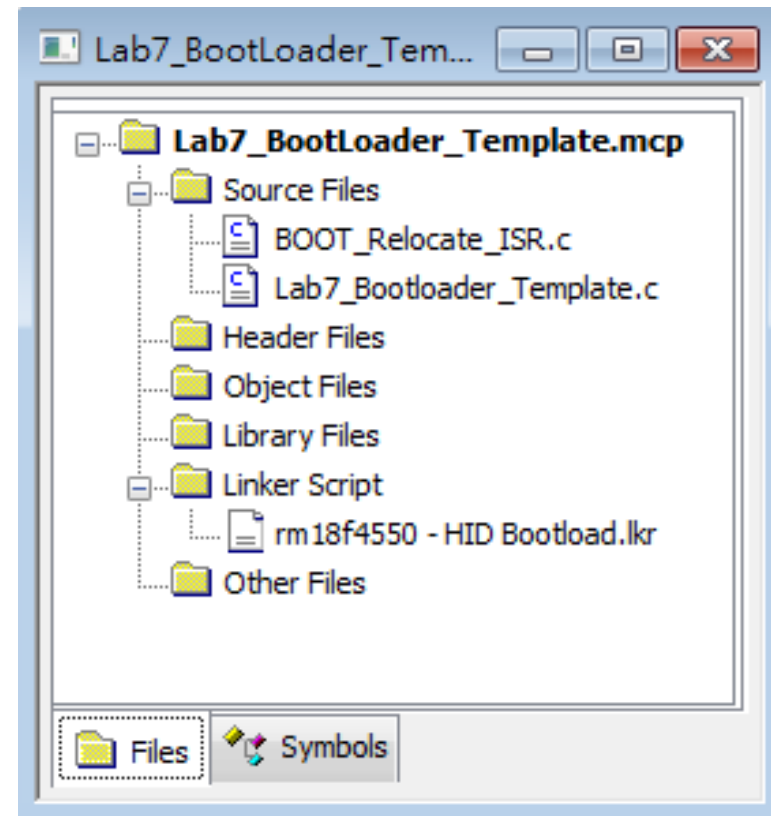 Lab7_BootLoader_Tem...
Lab7_BootLoader_Template.mcp
Source Files
BOOT_Relocate_ISR.c
Lab7_Bootloader_Template.c
Header Files
Object Files
Library Files
Linker Script
rm18f4550 - HID Bootload.lkr
Other Files
Files Symbols